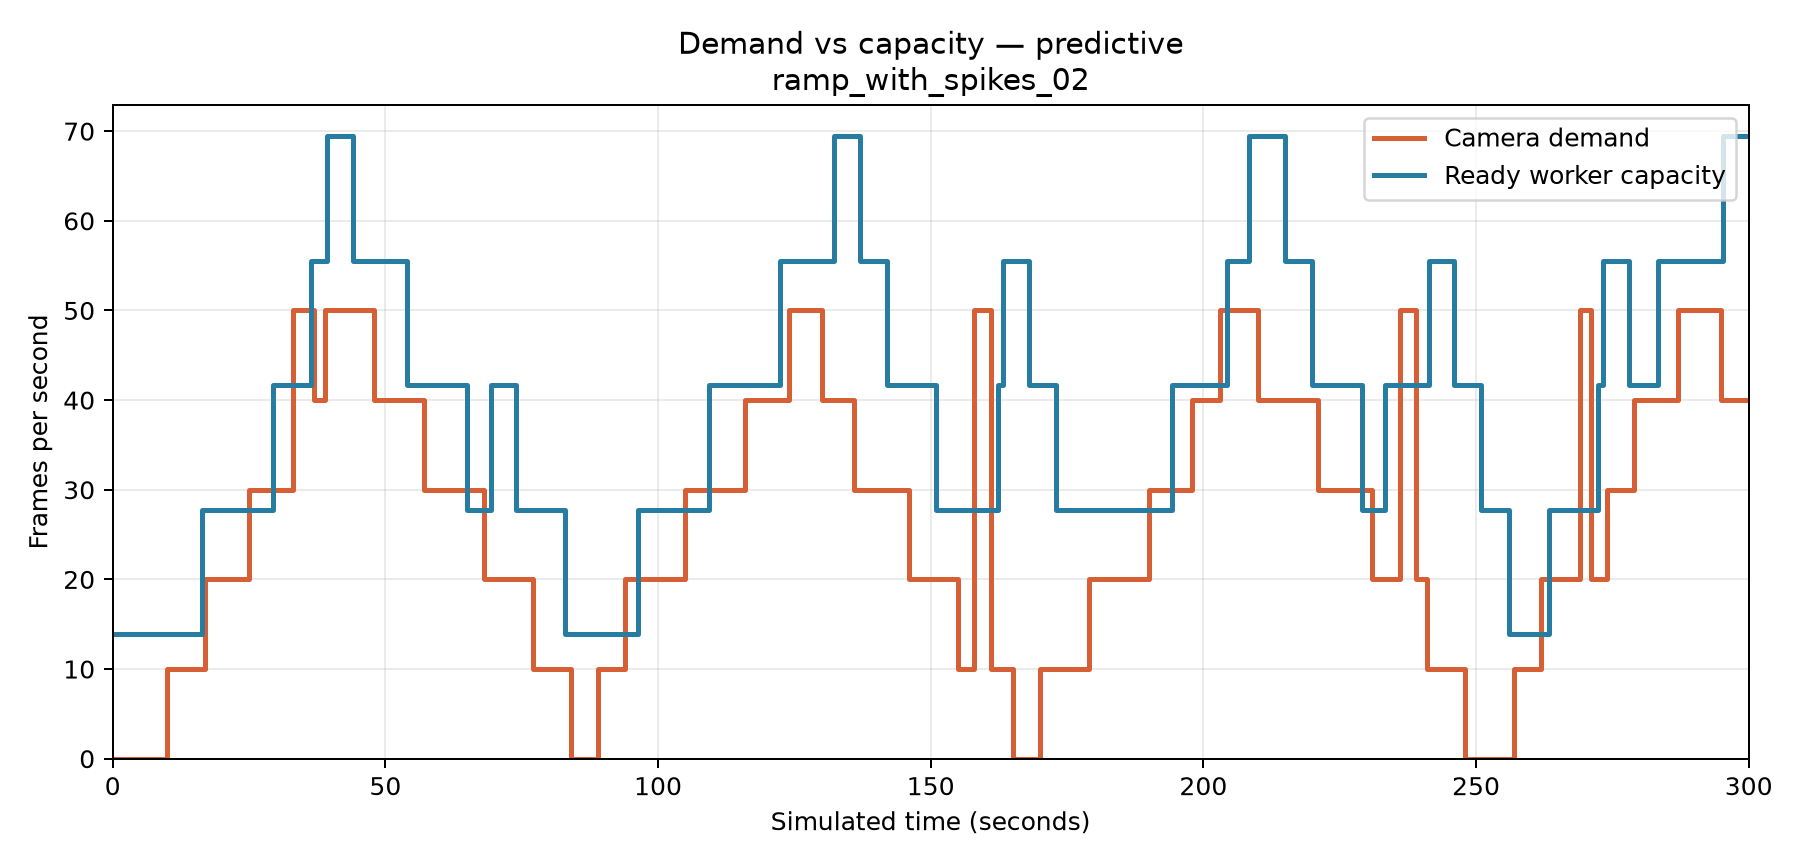 Demand vs capacity — predictive
ramp_with_spikes_02
Camera demand
Ready worker capacity
Frames per second
70
60
50
40
30
20
10
0
0 50 100 150 200 250 300
Simulated time (seconds)